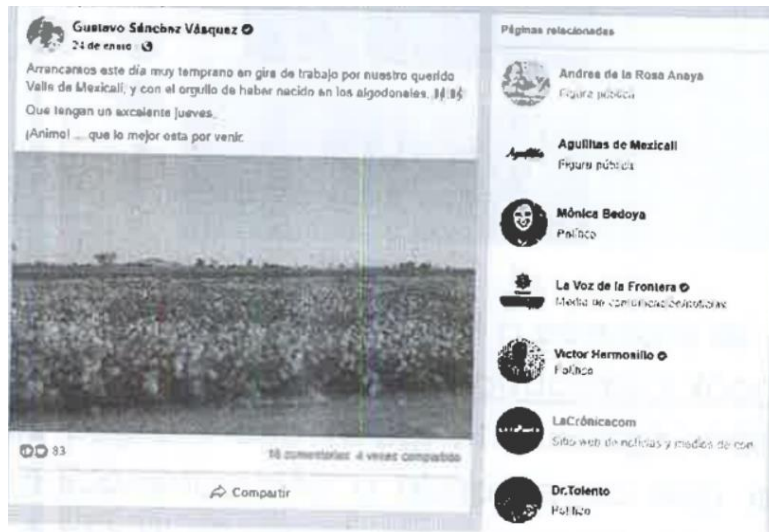 Gustavo Sánchez Vásquez
24 de enero
Arrancamos este día muy temprano en gira de trabajo por nuestro querido
Valle de Mexicali, y con el orgullo de haber nacido en los algodonales.
Que tengan un excelente jueves.
¡Animo! ... que lo mejor esta por venir.
83
16 comentarios 4 veces compartido
Compartir
Páginas relacionadas
Andrea de la Rosa Anaya
Figura pública
Aguilitas de Mexicali
Figura pública
Mónica Bedoya
Político
La Voz de la Frontera
Medio de comunicación/noticias
Victor Hermosillo
Político
LaCrónicacom
Sitio web de noticias y medios de con
Dr.Tolento
Político